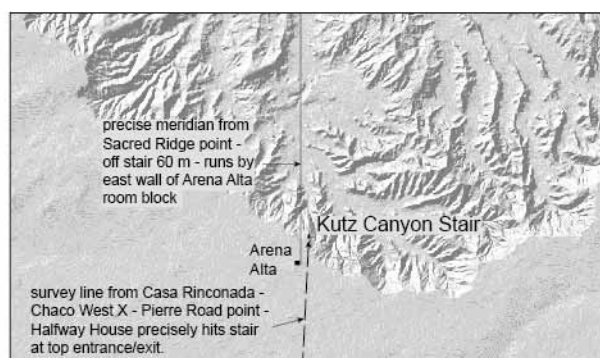 precise meridian from
Sacred Ridge point -
off stair 60 m - runs by
east wall of Arena Alta
room block
Kutz Canyon Stair
Arena
Alta
survey line from Casa Rinconada -
Chaco West X - Pierre Road point -
Halfway House precisely hits stair
at top entrance/exit.